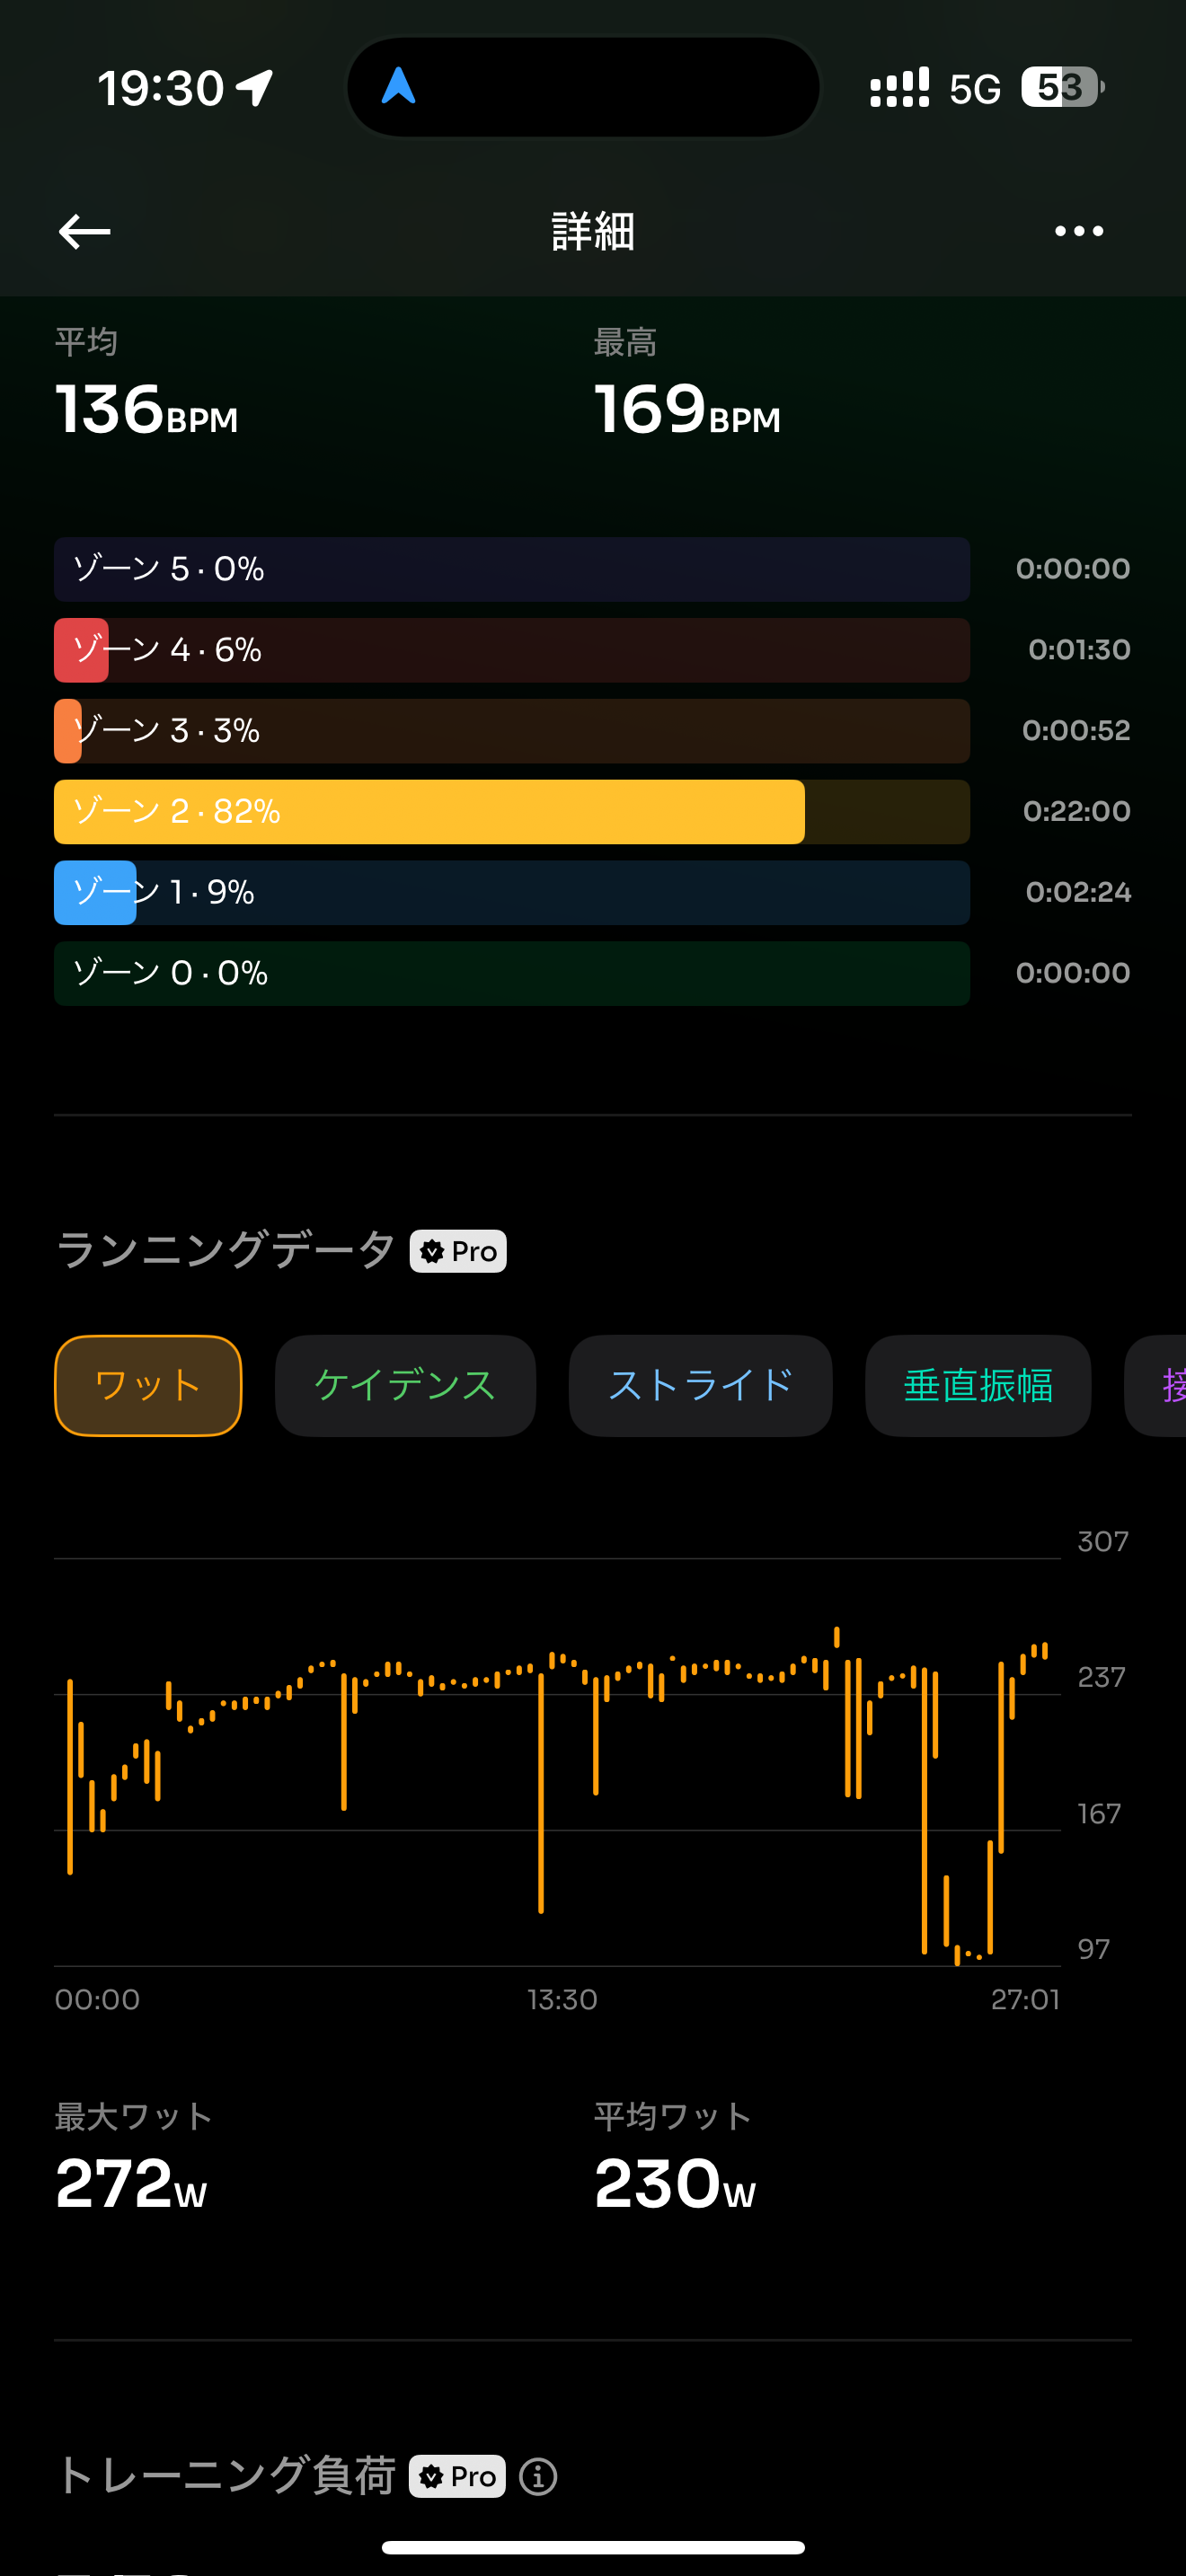 19:30 5G 53
詳細
平均 最高
136BPM 169BPM
ゾーン 5 · 0% 0:00:00
ゾーン 4 · 6% 0:01:30
ゾーン 3 · 3% 0:00:52
ゾーン 2 · 82% 0:22:00
ゾーン 1 · 9% 0:02:24
ゾーン 0 · 0% 0:00:00
ランニングデータ Pro
ワット ケイデンス ストライド 垂直振幅 接
307
237
167
97
00:00 13:30 27:01
最大ワット 平均ワット
272W 230W
トレーニング負荷 Pro